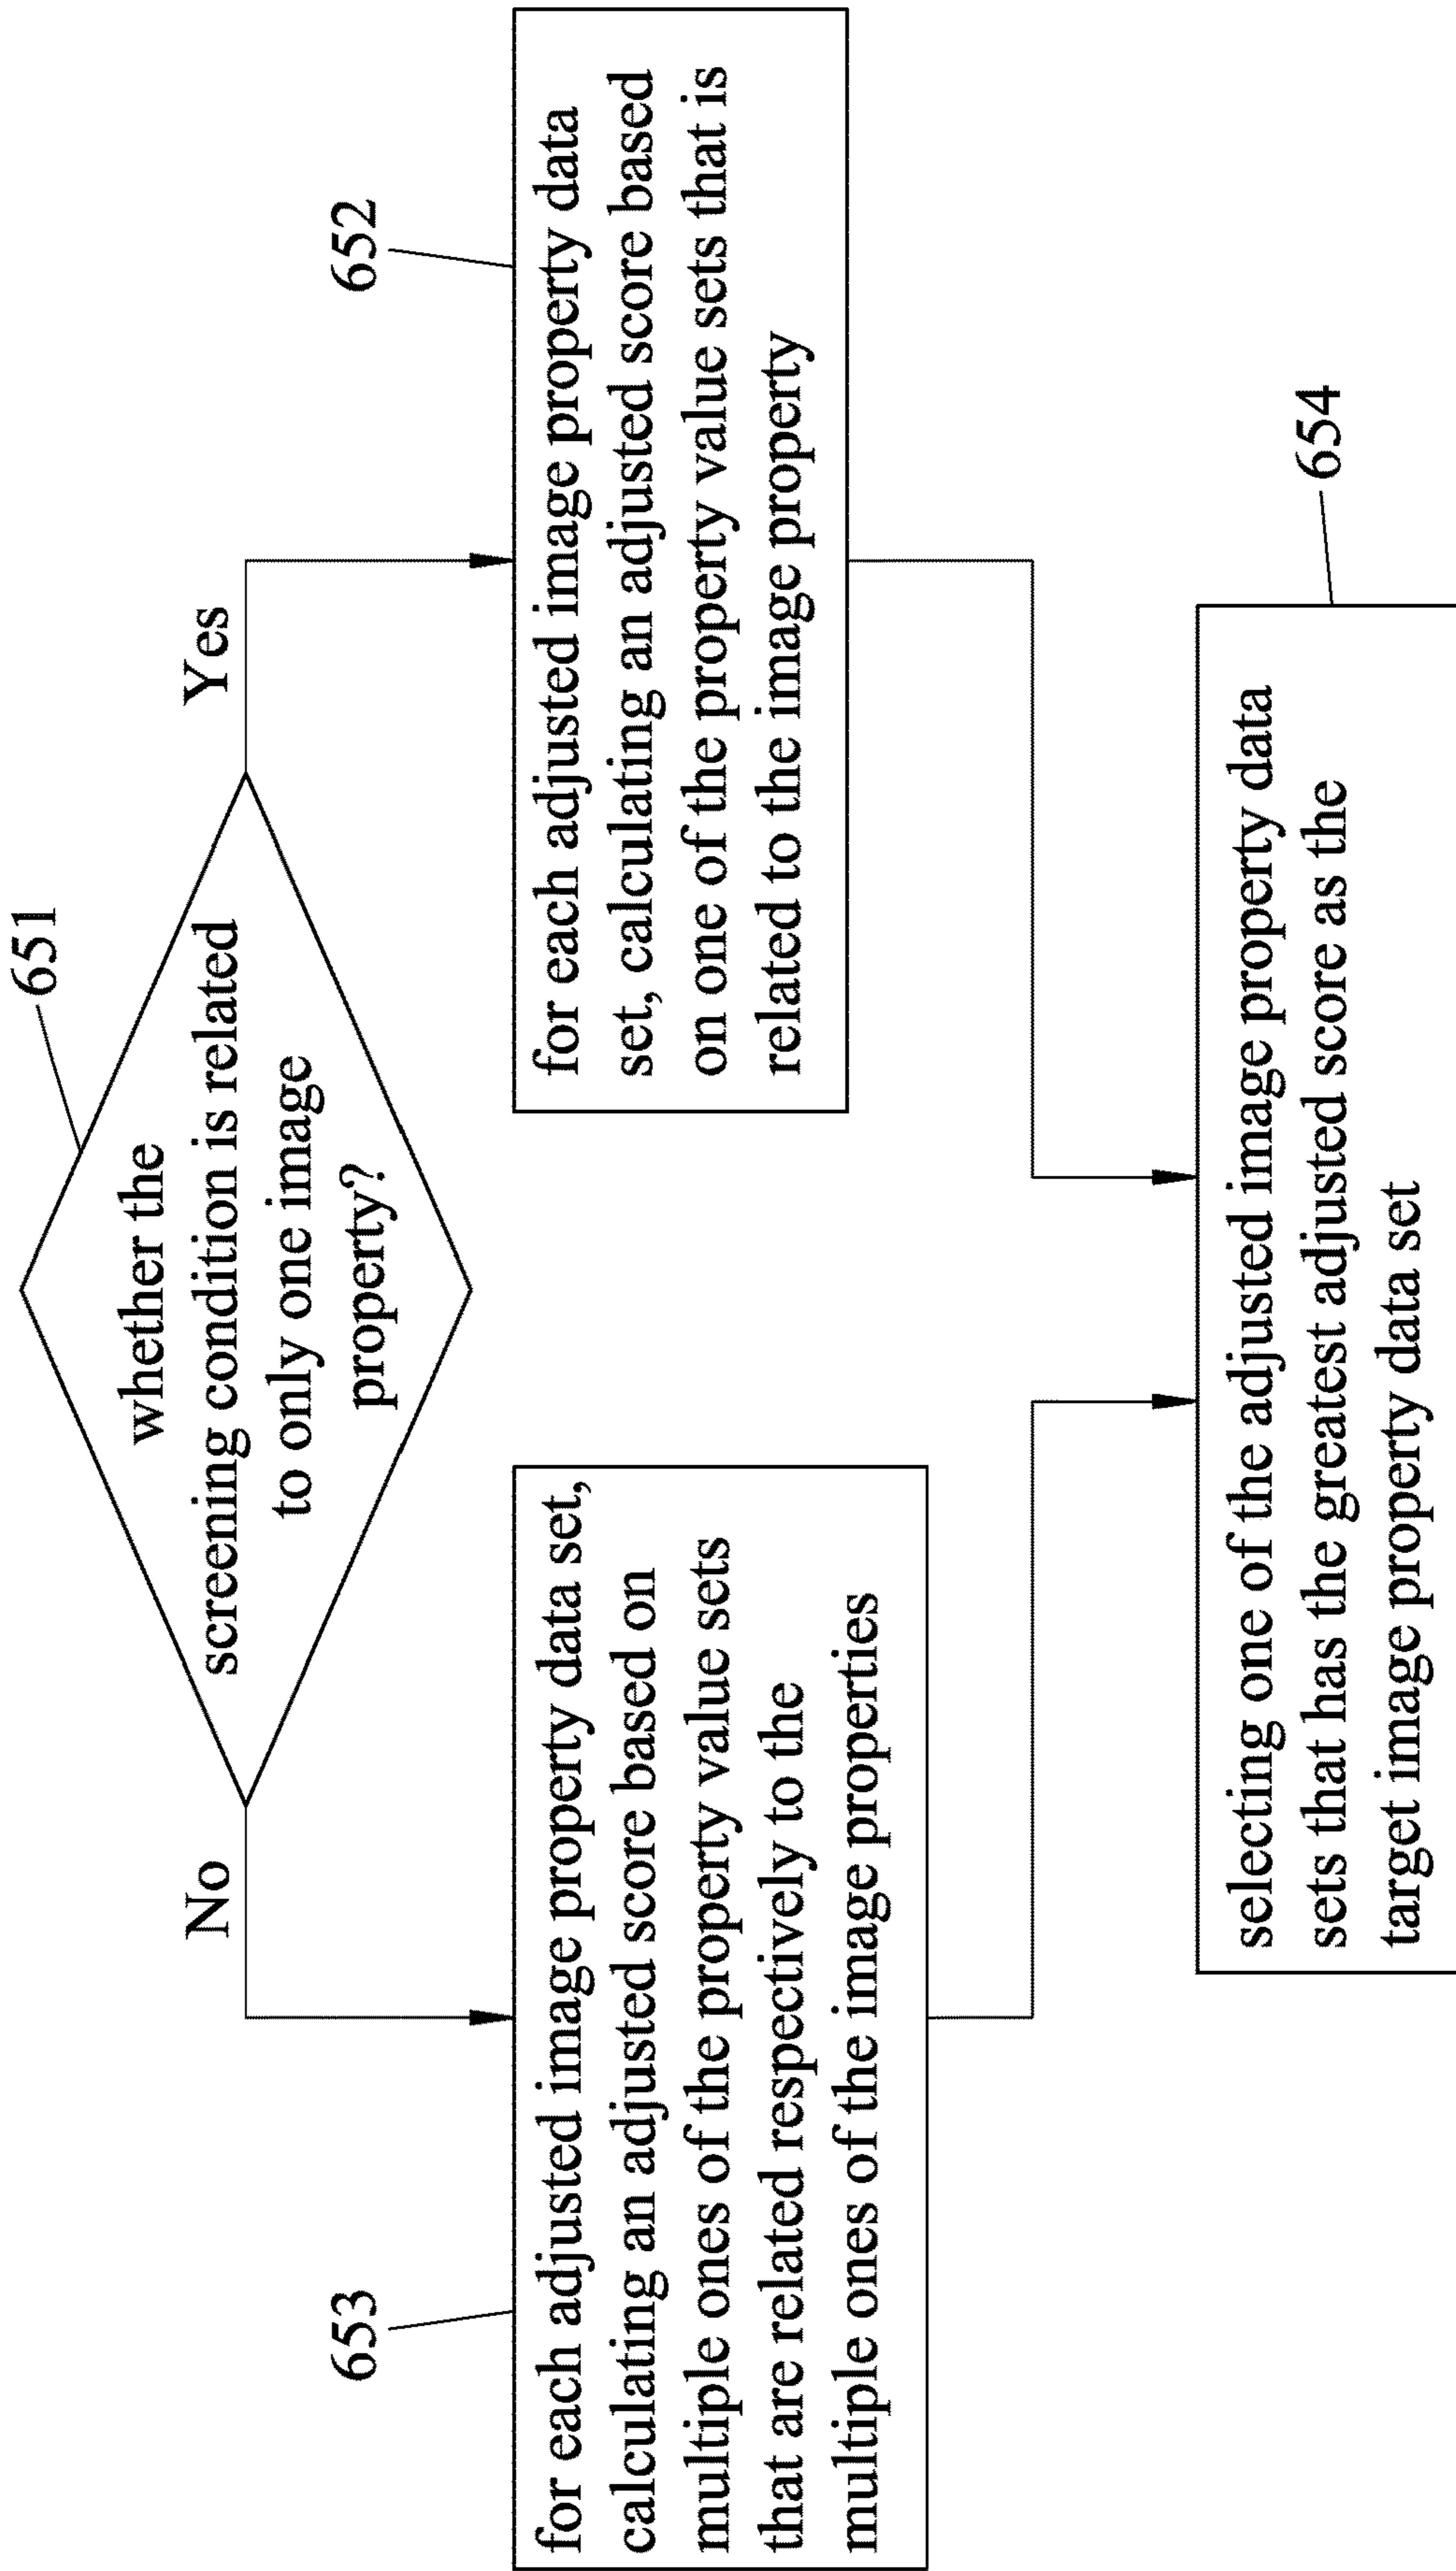 651
whether the
screening condition is related
to only one image
property?
No
Yes
653
for each adjusted image property data set,
calculating an adjusted score based on
multiple ones of the property value sets
that are related respectively to the
multiple ones of the image properties
652
for each adjusted image property data
set, calculating an adjusted score based
on one of the property value sets that is
related to the image property
654
selecting one of the adjusted image property data
sets that has the greatest adjusted score as the
target image property data set